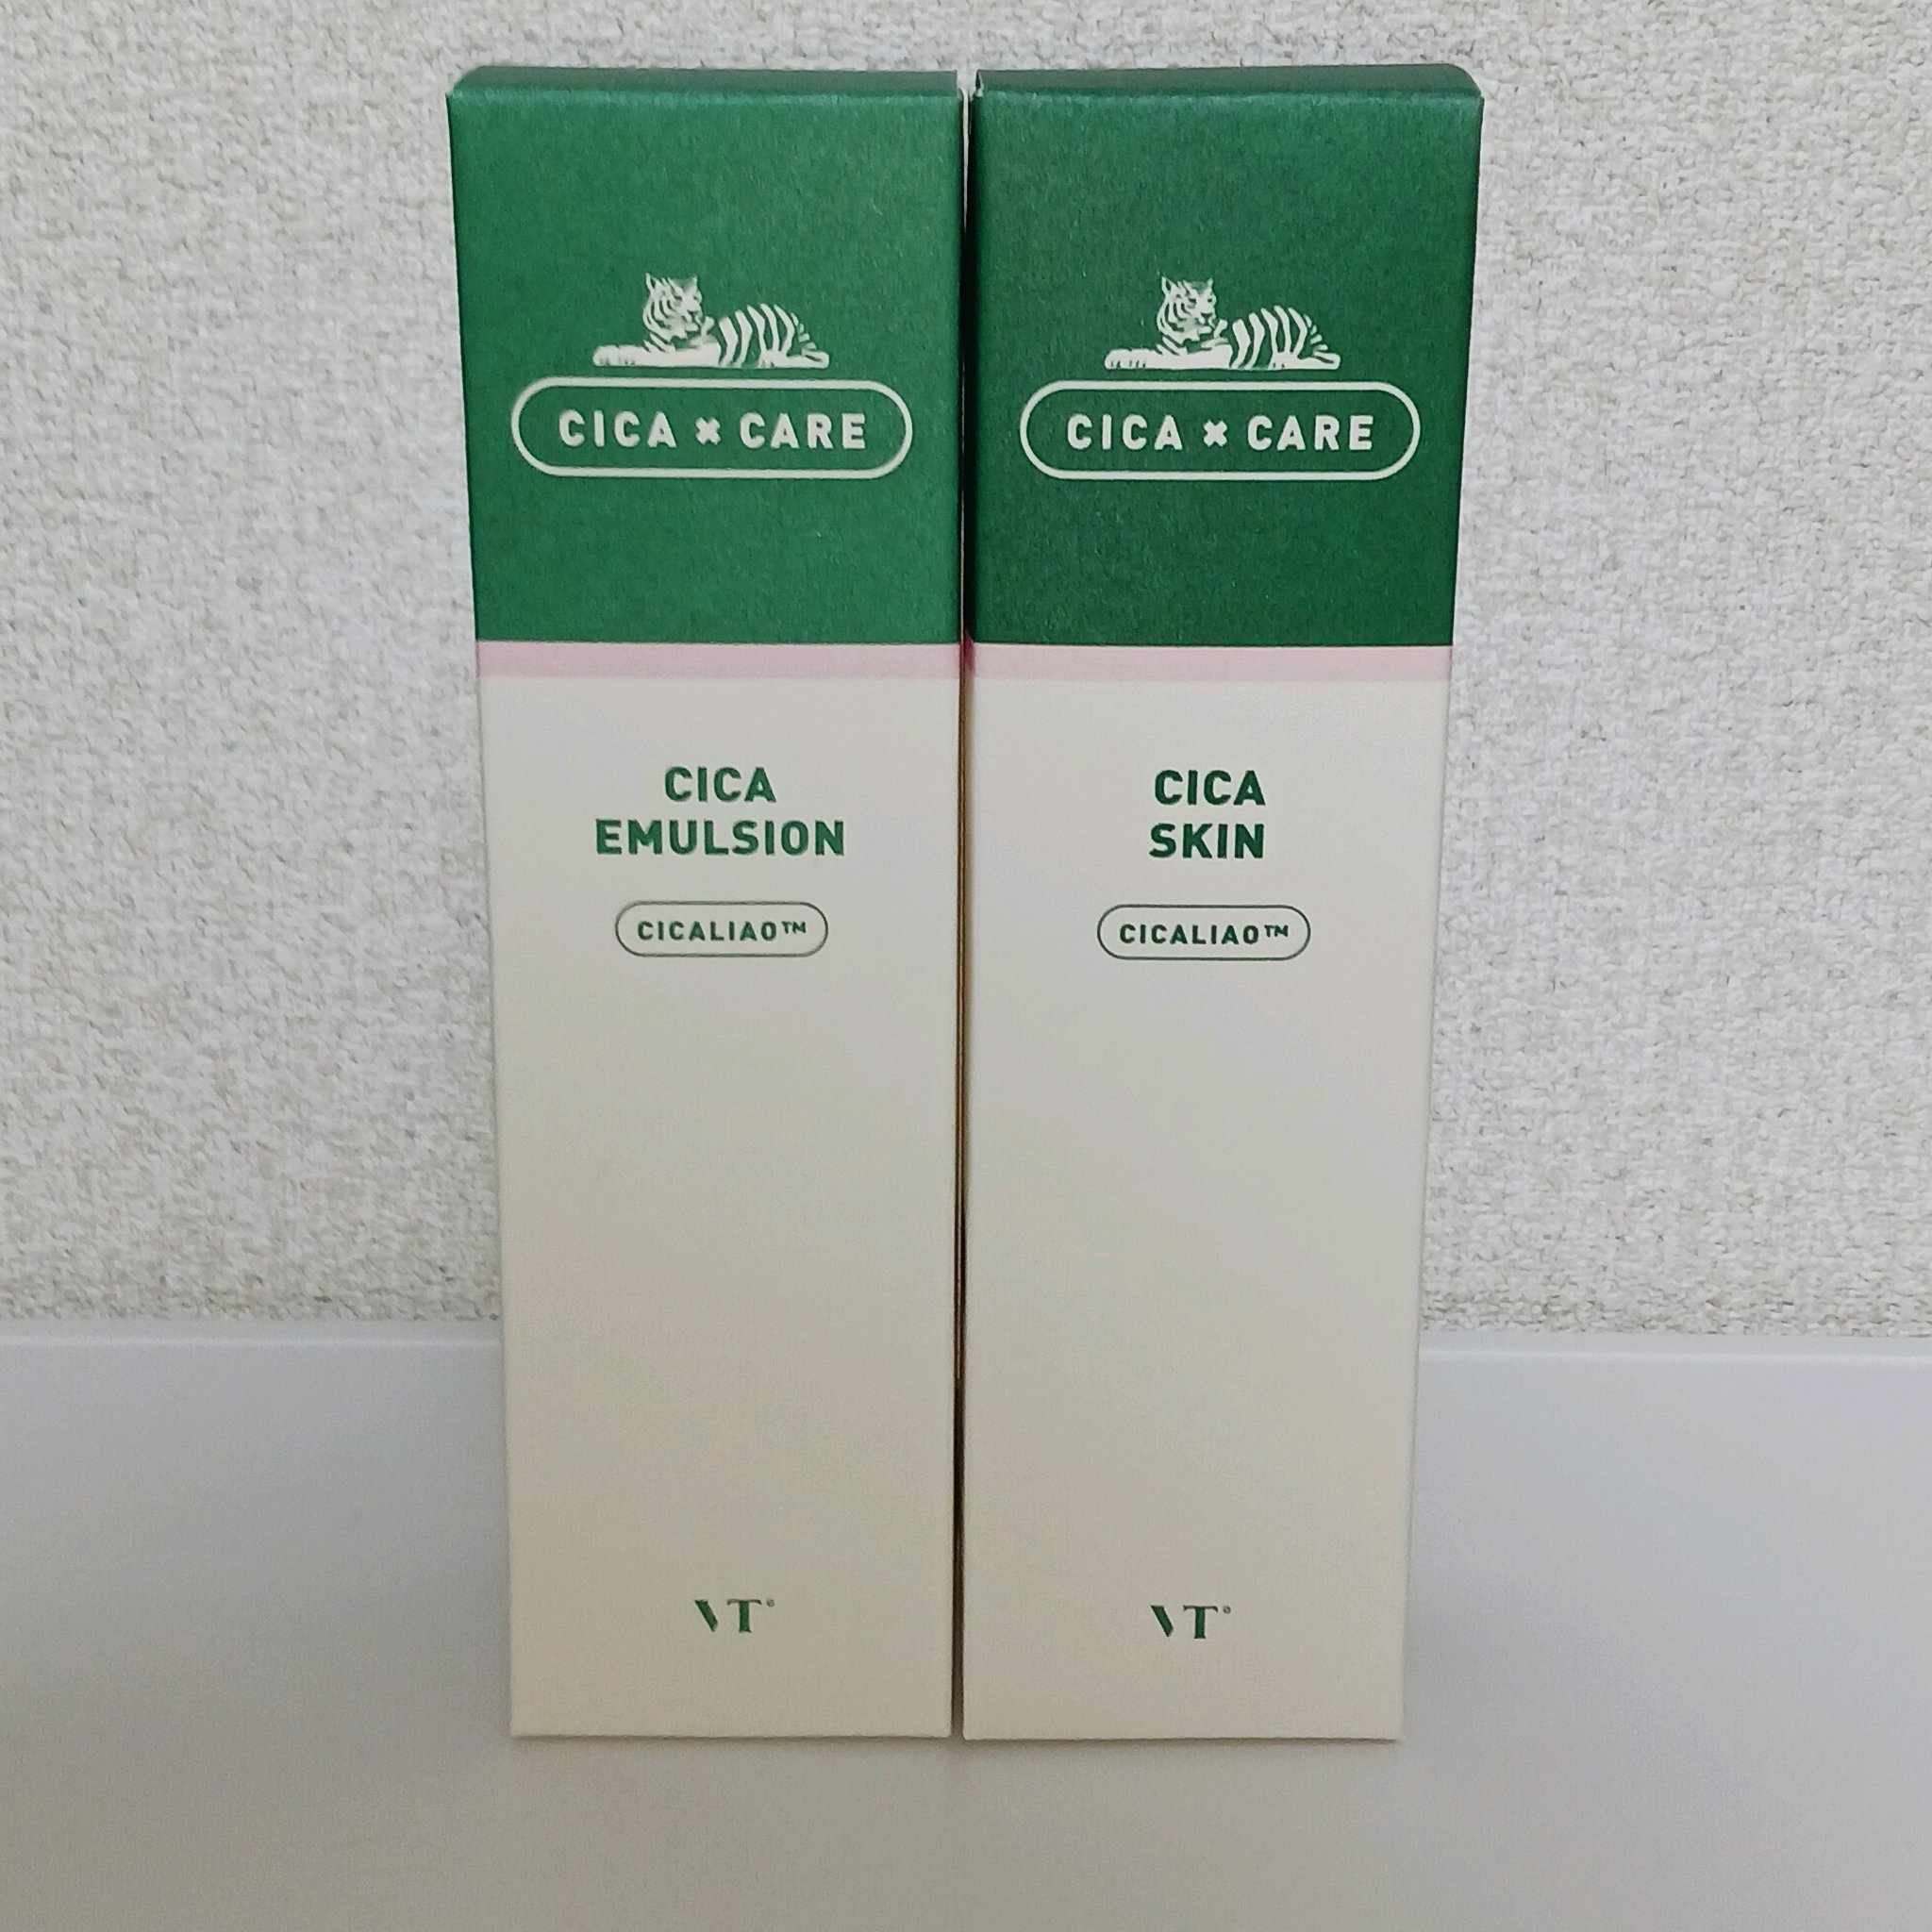 CICA × CARE
CICA
EMULSION
CICALIAO™
VT®
CICA × CARE
CICA
SKIN
CICALIAO™
VT®